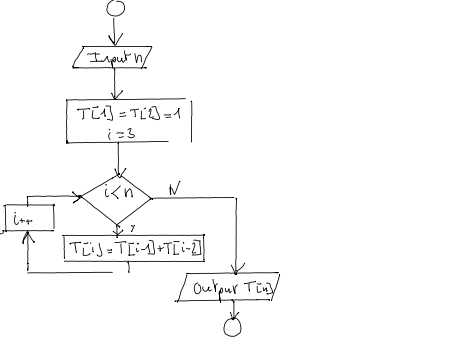 Input n
T[1] = T[2] = 1
i = 3
i < n
N
y
i++
T[i] = T[i-1] + T[i-2]
Output T[n]